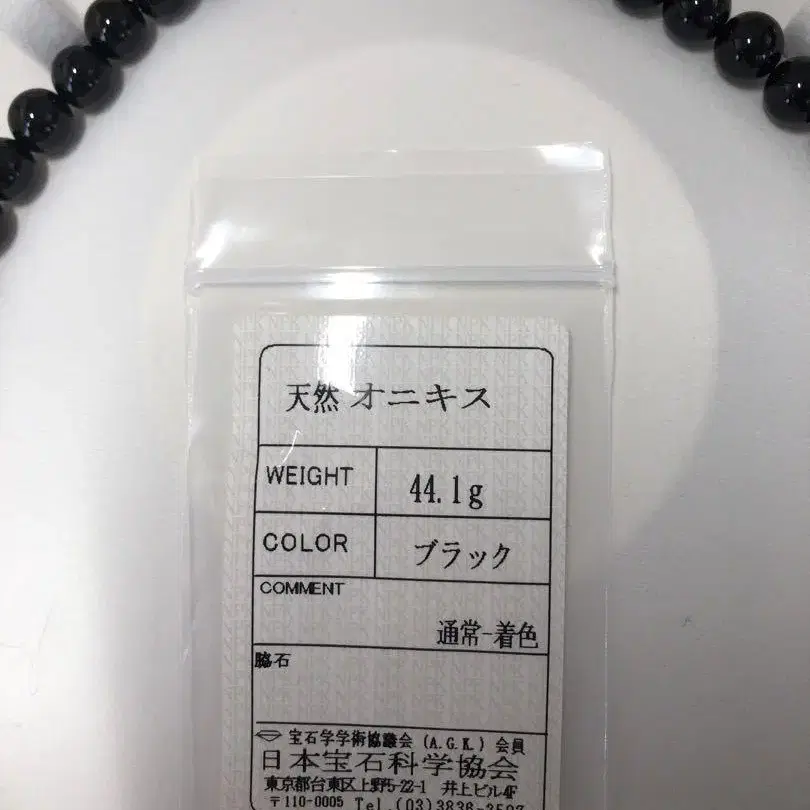 天然 オニキス
WEIGHT 44.1g
COLOR ブラック
COMMENT
通常-着色
脇石
宝石学学術協議会 (A.G.K.) 会員
日本宝石科学協会
東京都台東区上野5-22-1 井上ビル4F
〒110-0005 Tel.(03)3836-